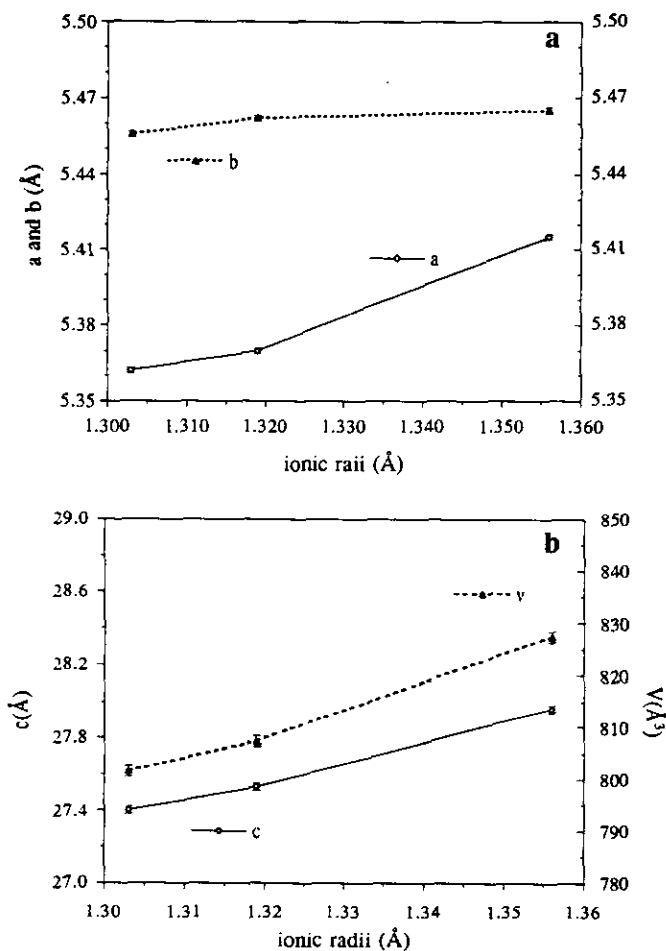 a
5.50 5.50
5.47 5.47
5.44 5.44
5.41 5.41
5.38 5.38
5.35 5.35
a and b (Å)
b
a
1.300 1.310 1.320 1.330 1.340 1.350 1.360
ionic raii (Å)
b
29.0 850
28.6 840
28.2 830
27.8 820
27.4 810
27.0 800
790
780
c(Å)
V(Å³)
v
c
1.30 1.31 1.32 1.33 1.34 1.35 1.36
ionic radii (Å)